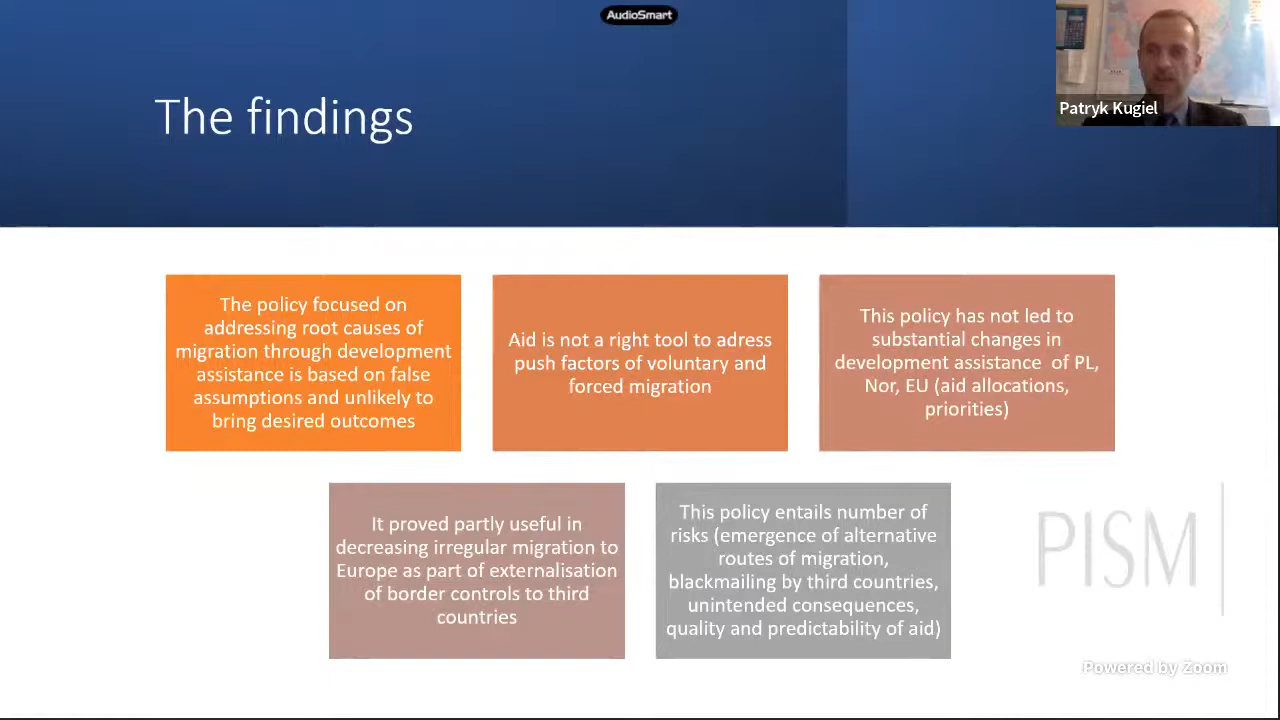 AudioSmart
Patryk Kugiel
The findings
The policy focused on
addressing root causes of
migration through development
assistance is based on false
assumptions and unlikely to
bring desired outcomes
Aid is not a right tool to adress
push factors of voluntary and
forced migration
This policy has not led to
substantial changes in
development assistance of PL,
Nor, EU (aid allocations,
priorities)
It proved partly useful in
decreasing irregular migration to
Europe as part of externalisation
of border controls to third
countries
This policy entails number of
risks (emergence of alternative
routes of migration,
blackmailing by third countries,
unintended consequences,
quality and predictability of aid)
PISM
Powered by Zoom